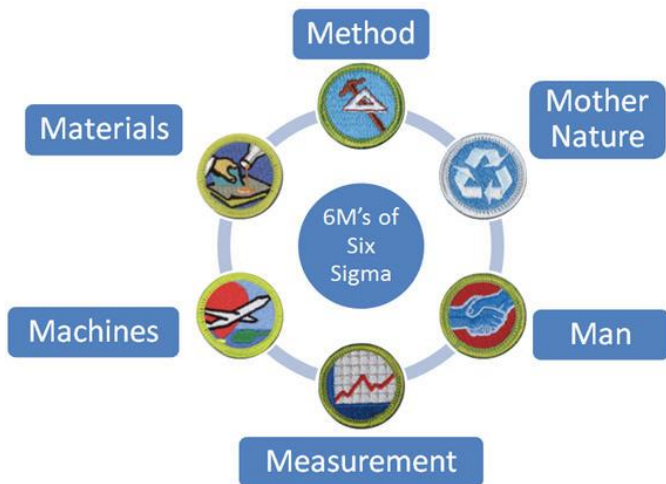 Method
Mother
Nature
Man
Measurement
Machines
Materials
6M's of
Six
Sigma